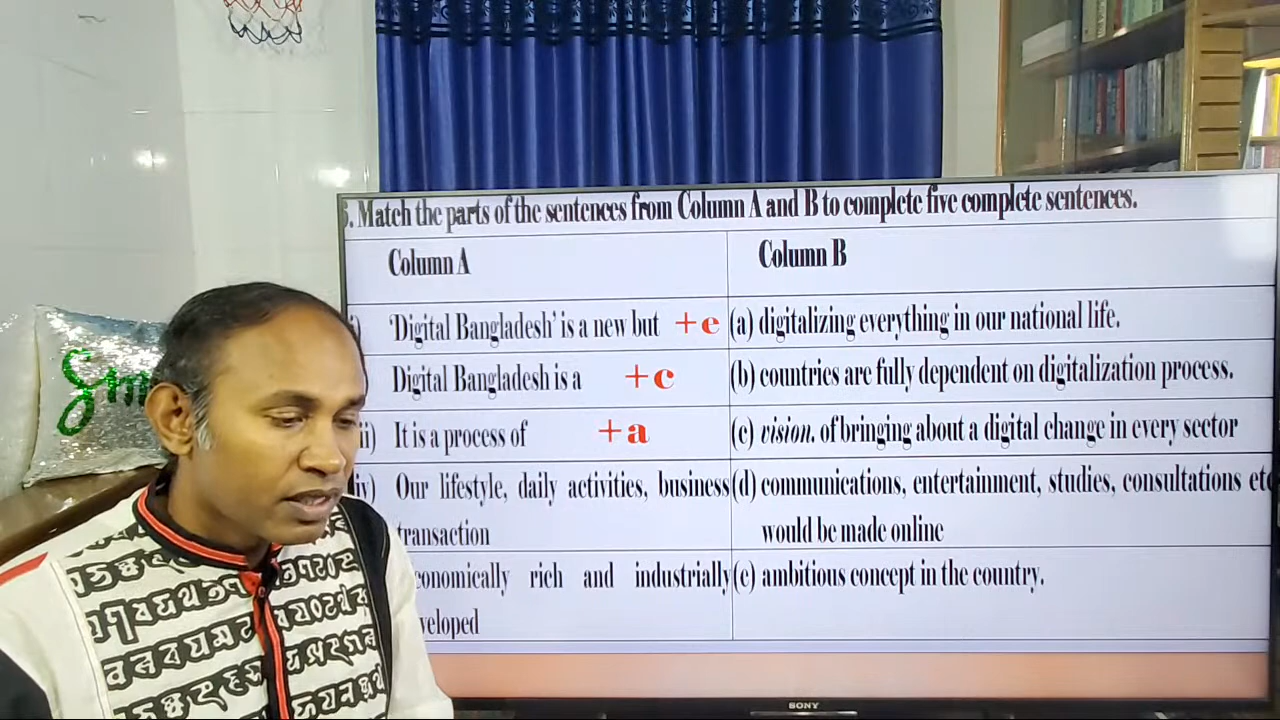 . Match the parts of the sentences from Column A and B to complete five complete sentences.
Column A
Column B
i) 'Digital Bangladesh' is a new but +e
(a) digitalizing everything in our national life.
Digital Bangladesh is a +c
(b) countries are fully dependent on digitalization process.
ii) It is a process of +a
(c) vision. of bringing about a digital change in every sector
iv) Our lifestyle, daily activities, business
transaction
(d) communications, entertainment, studies, consultations etc
would be made online
conomically rich and industrially
veloped
(e) ambitious concept in the country.
SONY